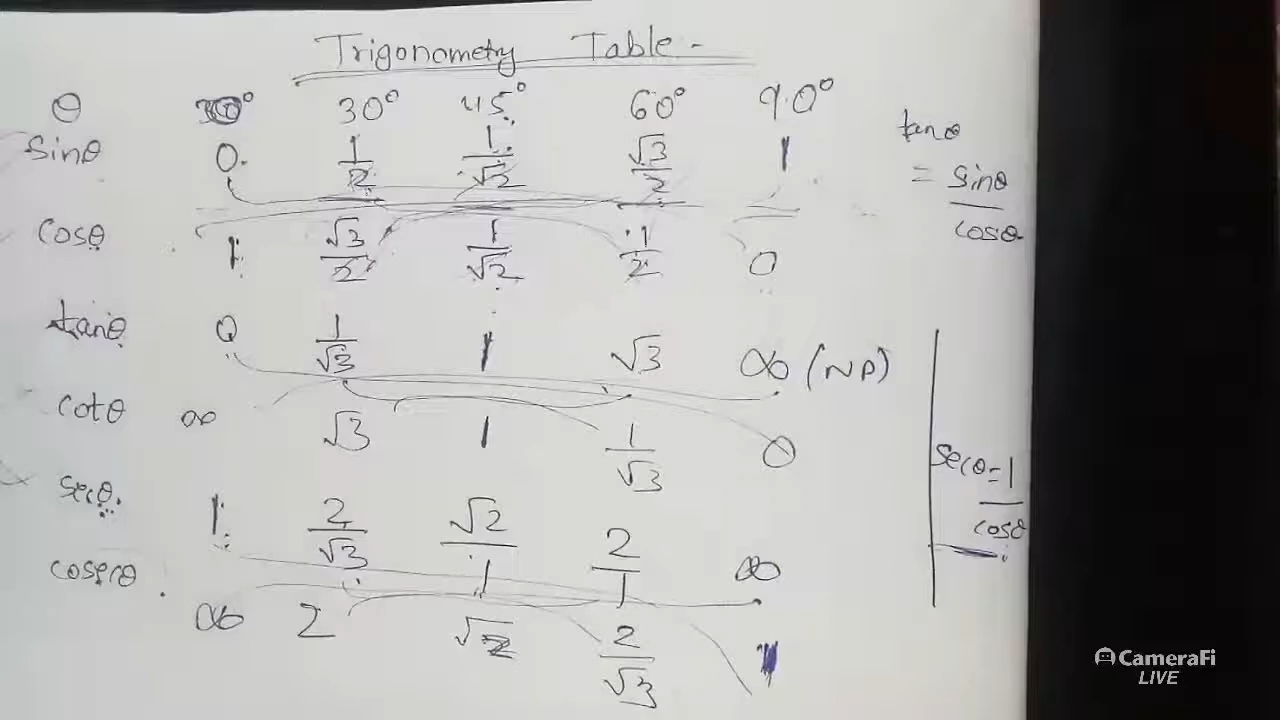 Trigonometry Table -
θ 0° 30° 45° 60° 90°
sinθ 0 1/2 1/√2 √3/2 1
cosθ 1 √3/2 1/√2 1/2 0
tanθ 0 1/√3 1 √3 ∞ (ND)
cotθ ∞ √3 1 1/√3 0
secθ 1 2/√3 √2/1 2/1 ∞
cosecθ ∞ 2 √2 2/√3 1
tanθ
= sinθ
cosθ
secθ = 1
cosθ
CameraFi
LIVE